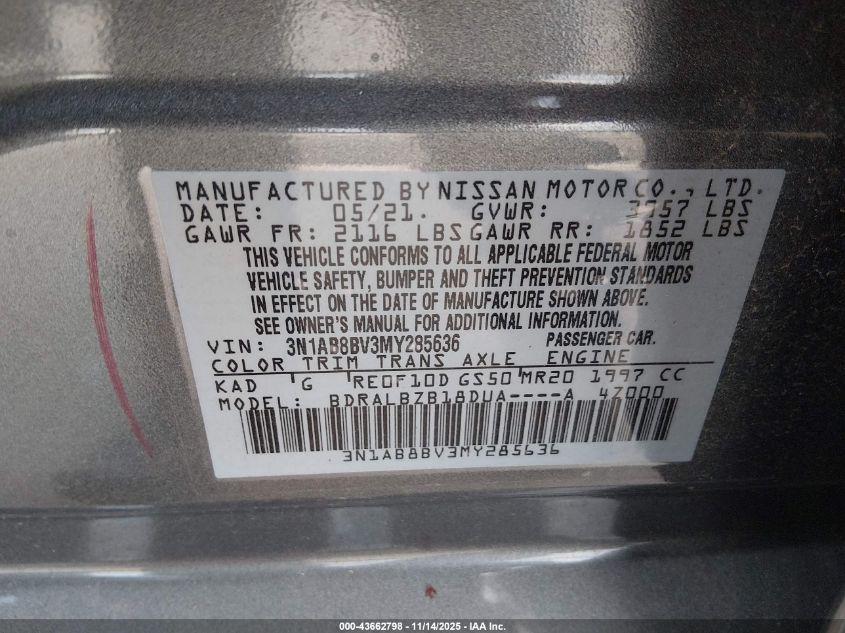 MANUFACTURED BY NISSAN MOTOR CO., LTD.
DATE: 05/21. GVWR: 3957 LBS
GAWR FR: 2116 LBS GAWR RR: 1852 LBS
THIS VEHICLE CONFORMS TO ALL APPLICABLE FEDERAL MOTOR
VEHICLE SAFETY, BUMPER AND THEFT PREVENTION STANDARDS
IN EFFECT ON THE DATE OF MANUFACTURE SHOWN ABOVE.
SEE OWNER'S MANUAL FOR ADDITIONAL INFORMATION.
VIN: 3N1AB8BV3MY285636 PASSENGER CAR.
COLOR TRIM TRANS AXLE ENGINE
KAD G RE0F10D GS50 MR20 1997 CC
MODEL: BDRALBZB18DUA----A 4Z000
3N1AB8BV3MY285636
000-43662798 - 11/14/2025 - IAA Inc.